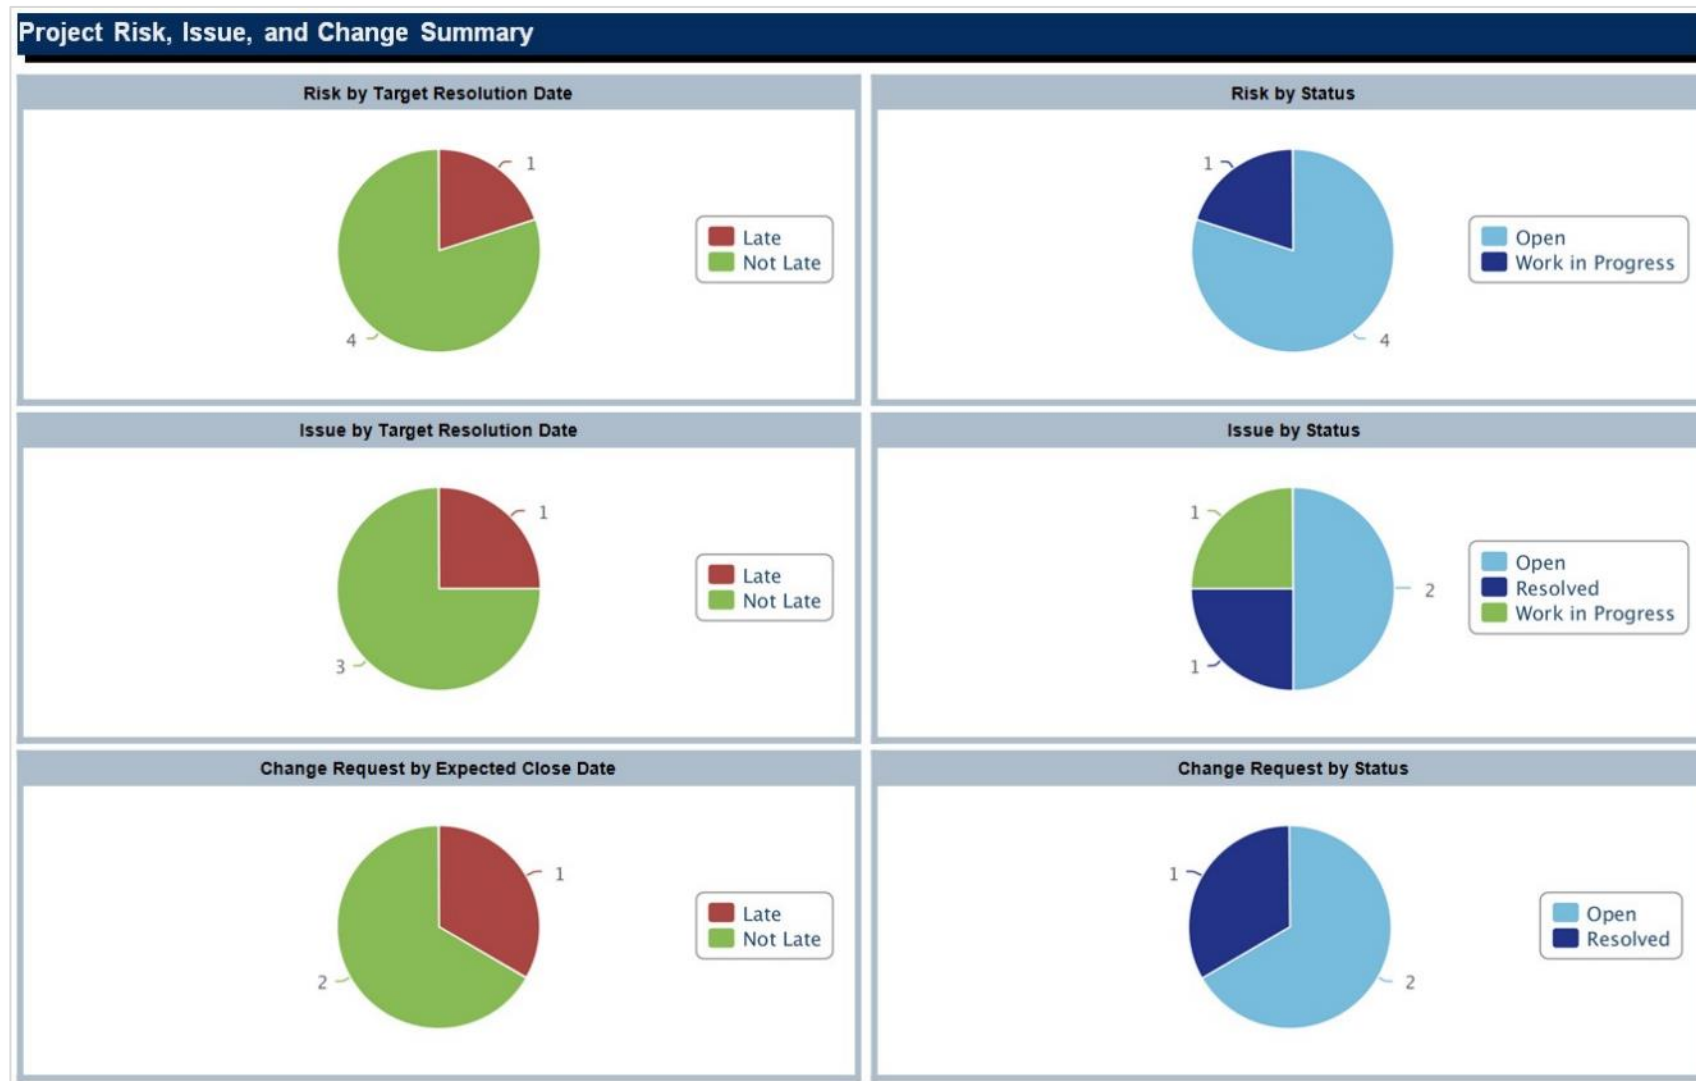 Project Risk, Issue, and Change Summary
Risk by Target Resolution Date
1
4
Late
Not Late
Risk by Status
1
4
Open
Work in Progress
Issue by Target Resolution Date
1
3
Late
Not Late
Issue by Status
1
2
1
Open
Resolved
Work in Progress
Change Request by Expected Close Date
1
2
Late
Not Late
Change Request by Status
1
2
Open
Resolved